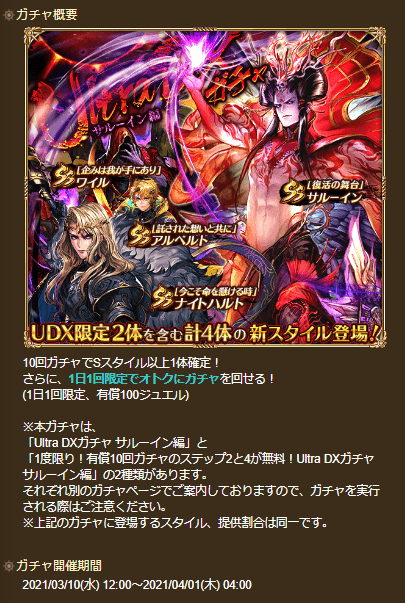 ガチャ概要
Ultra DXガチャ
サルーイン編
SS [企みは我が手にあり]
ワイル
SS [復活の舞台]
サルーイン
SS [託された想いと共に]
アルベルト
SS [今こそ命を懸ける時]
ナイトハルト
UDX限定2体を含む計4体の新スタイル登場!
10回ガチャでSスタイル以上1体確定！
さらに、1日1回限定でオトクにガチャを回せる！
(1日1回限定、有償100ジュエル)
※本ガチャは、
「Ultra DXガチャ サルーイン編」と
「1度限り！有償10回ガチャのステップ2と4が無料！Ultra DXガチャ
サルーイン編」の2種類があります。
それぞれ別のガチャページでご案内しておりますので、ガチャを実行
される際はご注意ください。
※上記のガチャに登場するスタイル、提供割合は同一です。
ガチャ開催期間
2021/03/10(水) 12:00～2021/04/01(木) 04:00